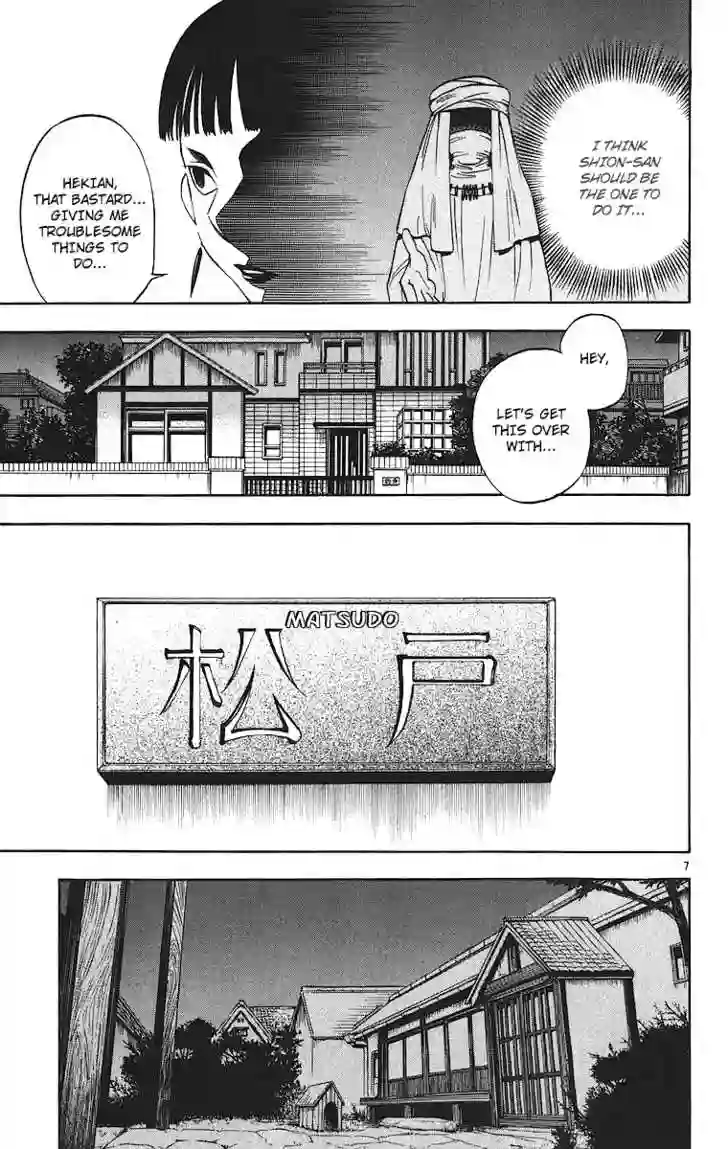 I THINK
SHION-SAN
SHOULD BE
THE ONE TO
DO IT...
HEKIAN,
THAT BASTARD...
GIVING ME
TROUBLESOME
THINGS TO
DO...
HEY,
LET'S GET
THIS OVER
WITH...
MATSUDO
松戸
7